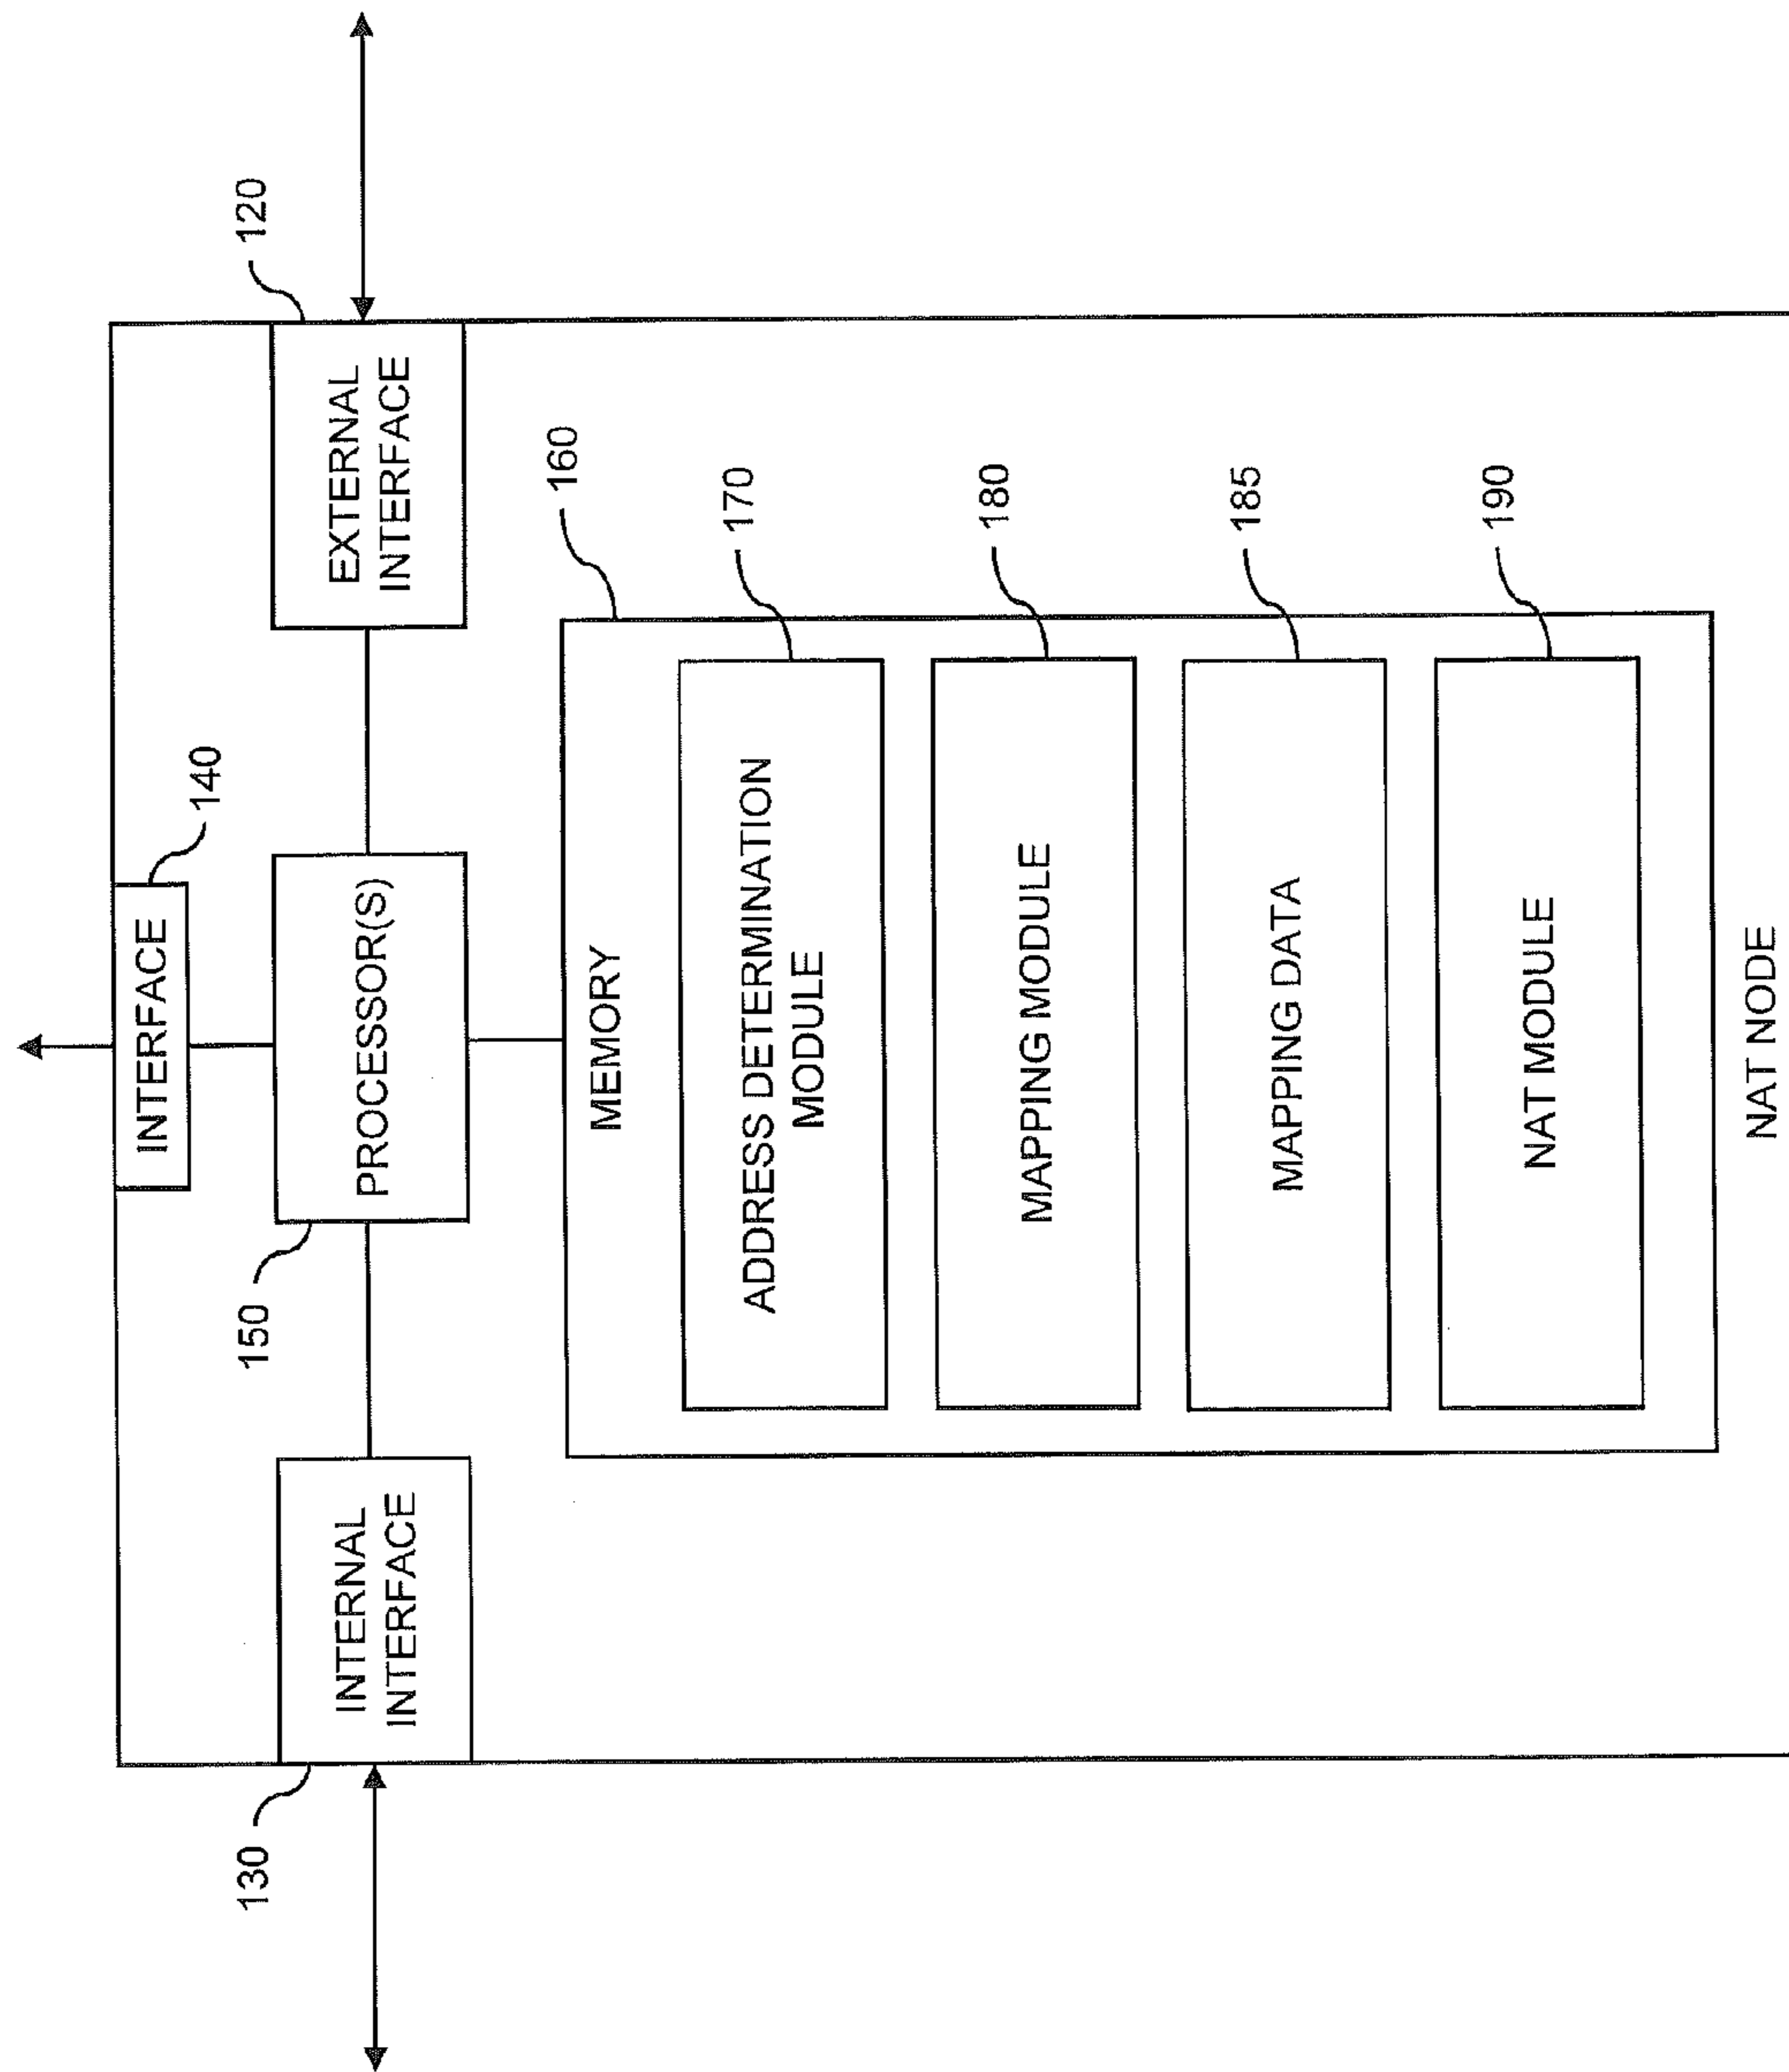 INTERFACE
140
120
INTERNAL
INTERFACE
130
150
PROCESSOR(S)
EXTERNAL
INTERFACE
160
MEMORY
ADDRESS DETERMINATION
MODULE
170
MAPPING MODULE
180
MAPPING DATA
185
NAT MODULE
190
NAT NODE